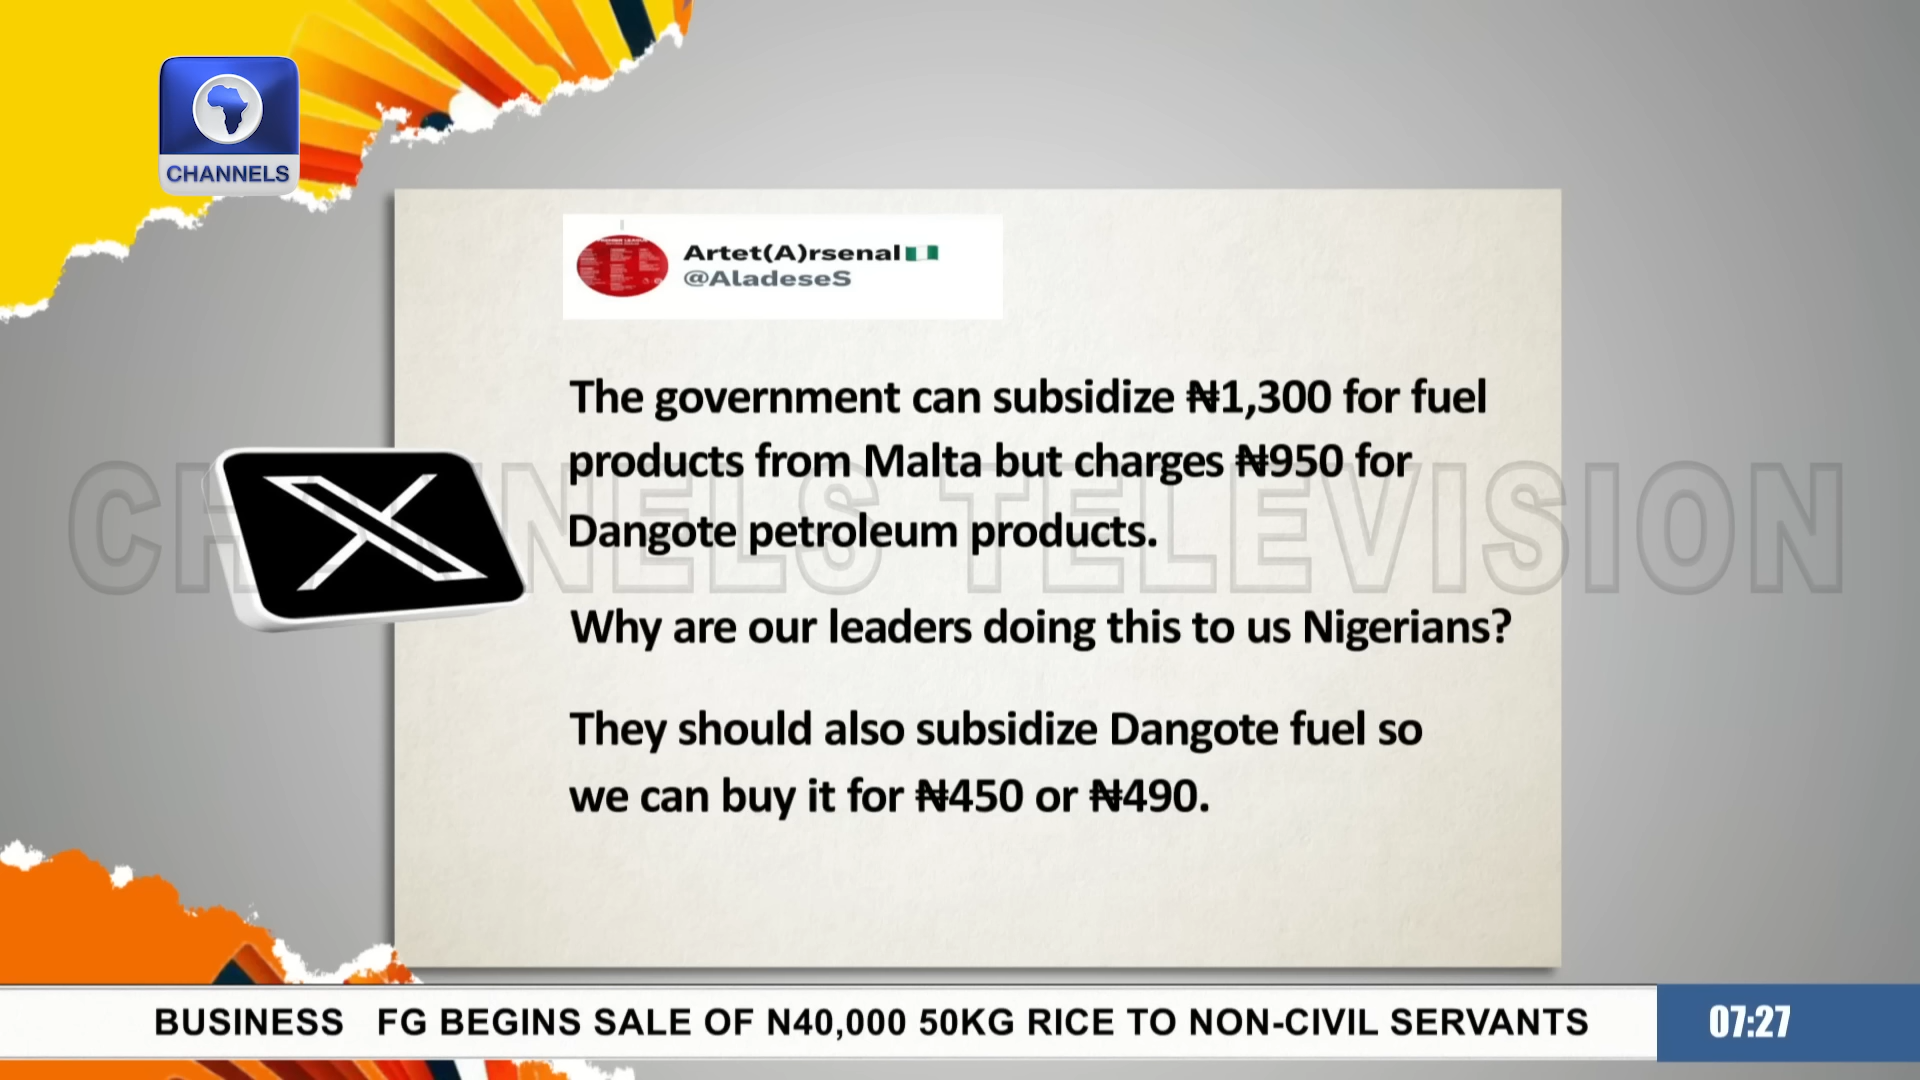 CHANNELS
Artet(A)rsenal🇳🇬
@AladeseS
The government can subsidize ₦1,300 for fuel
products from Malta but charges ₦950 for
Dangote petroleum products.
Why are our leaders doing this to us Nigerians?
They should also subsidize Dangote fuel so
we can buy it for ₦450 or ₦490.
CHANNELS TELEVISION
BUSINESS FG BEGINS SALE OF N40,000 50KG RICE TO NON-CIVIL SERVANTS
07:27